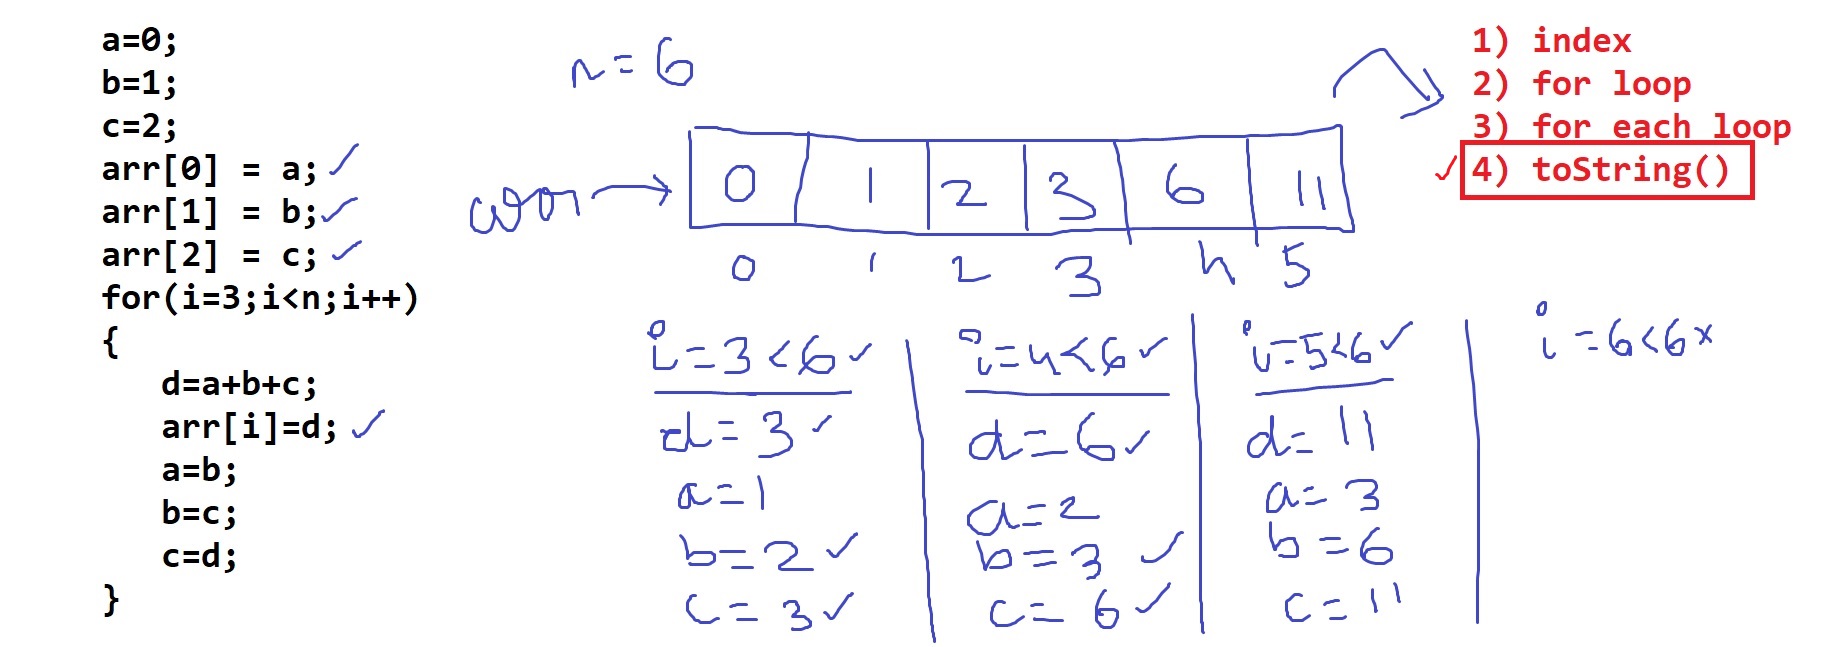 a=0;
b=1;
c=2;
arr[0] = a; ✓
arr[1] = b; ✓
arr[2] = c; ✓
for(i=3;i<n;i++)
{
d=a+b+c;
arr[i]=d; ✓
a=b;
b=c;
c=d;
}
n=6
arr → 0 1 2 3 6 11
0 1 2 3 4 5
1) index
2) for loop
3) for each loop
✓ 4) toString()
i=3<6 ✓
d=3 ✓
a=1
b=2 ✓
c=3 ✓
i=4<6 ✓
d=6 ✓
a=2
b=3 ✓
c=6 ✓
i=5<6 ✓
d=11
a=3
b=6
c=11
i=6<6 ×